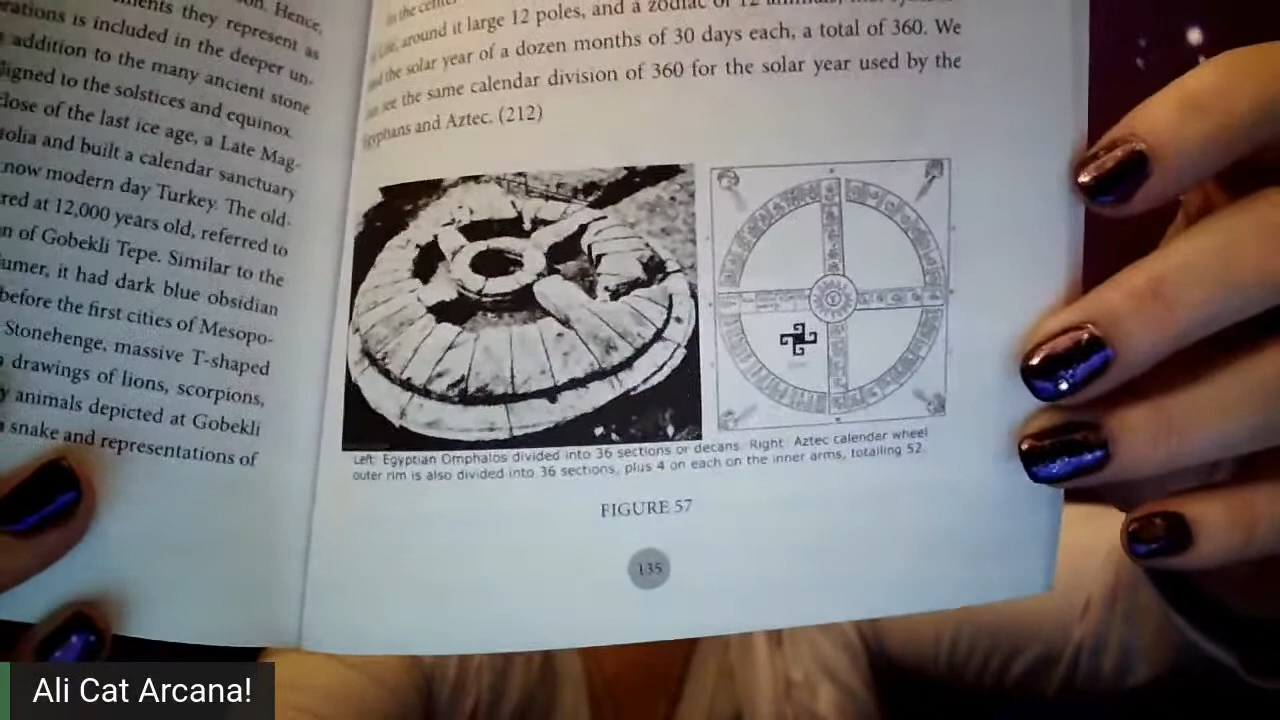 ments they represent as
rations is included in the deeper un-
addition to the many ancient stone
ligned to the solstices and equinox
lose of the last ice age, a Late Mag-
tolia and built a calendar sanctuary
now modern day Turkey. The old-
red at 12,000 years old, referred to
n of Gobekli Tepe. Similar to the
umer, it had dark blue obsidian
before the first cities of Mesopo-
Stonehenge, massive T-shaped
drawings of lions, scorpions,
y animals depicted at Gobekli
snake and representations of
in the center
around it large 12 poles, and a zodiac of 12
the solar year of a dozen months of 30 days each, a total of 360. We
see the same calendar division of 360 for the solar year used by the
Egyphans and Aztec. (212)
Left: Egyptian Omphalos divided into 36 sections or decans. Right: Aztec calender wheel
outer rim is also divided into 36 sections, plus 4 on each on the inner arms, totailing 52.
FIGURE 57
135
Ali Cat Arcana!